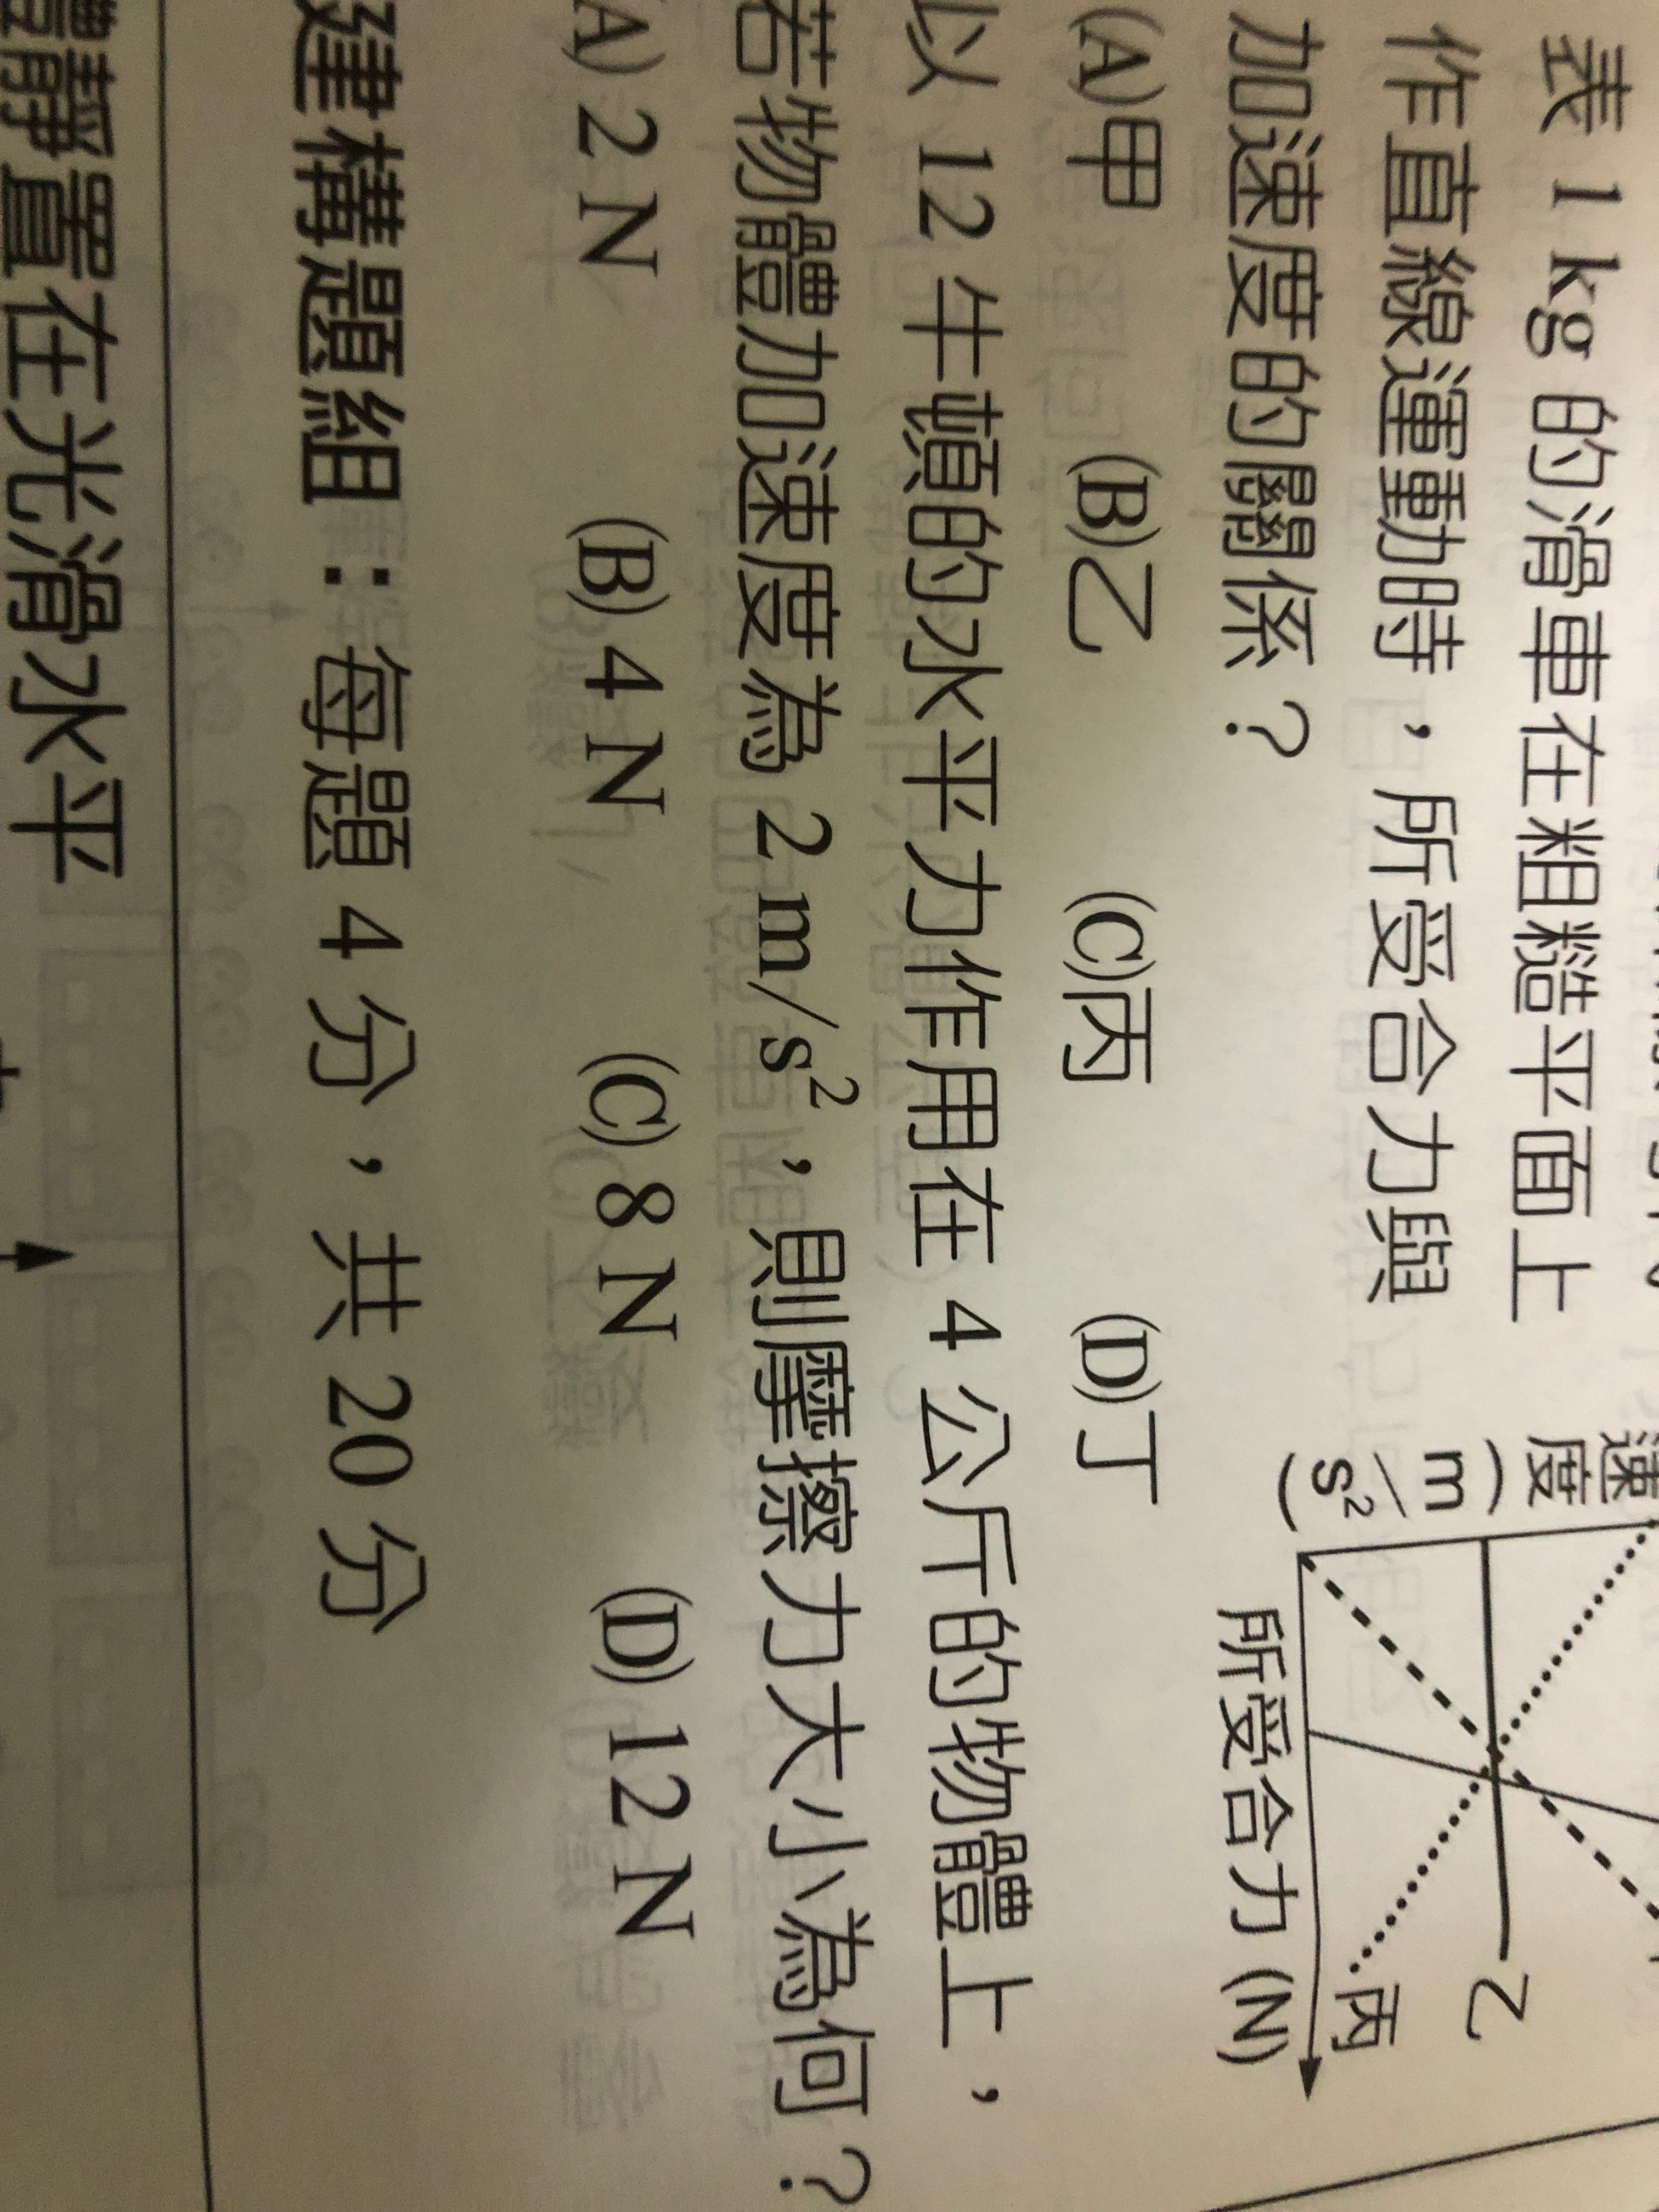 表 1 kg 的滑車在粗糙平面上
作直線運動時，所受合力與
加速度的關係？
速度(m/s²)
乙
丙
所受合力 (N)
(A)甲 (B)乙 (C)丙 (D)丁
以 12 牛頓的水平力作用在 4 公斤的物體上，
若物體加速度為 2 m/s²，則摩擦力大小為何？
(A) 2 N (B) 4 N (C) 8 N (D) 12 N
建構題組：每題 4 分，共 20 分
靜置在光滑水平